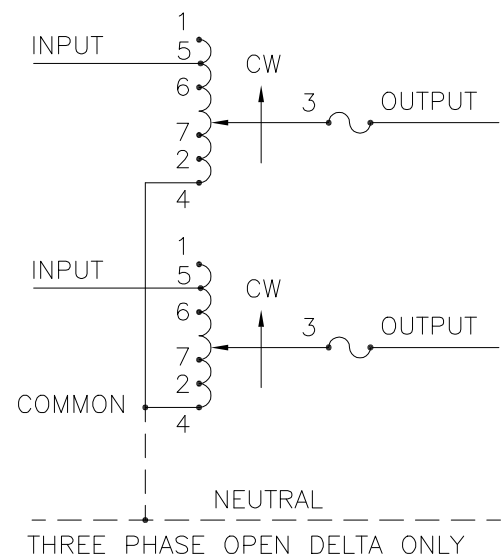 1
INPUT
5
CW
6
3
OUTPUT
7
2
4
1
INPUT
5
CW
6
3
OUTPUT
7
2
COMMON
4
NEUTRAL
THREE PHASE OPEN DELTA ONLY